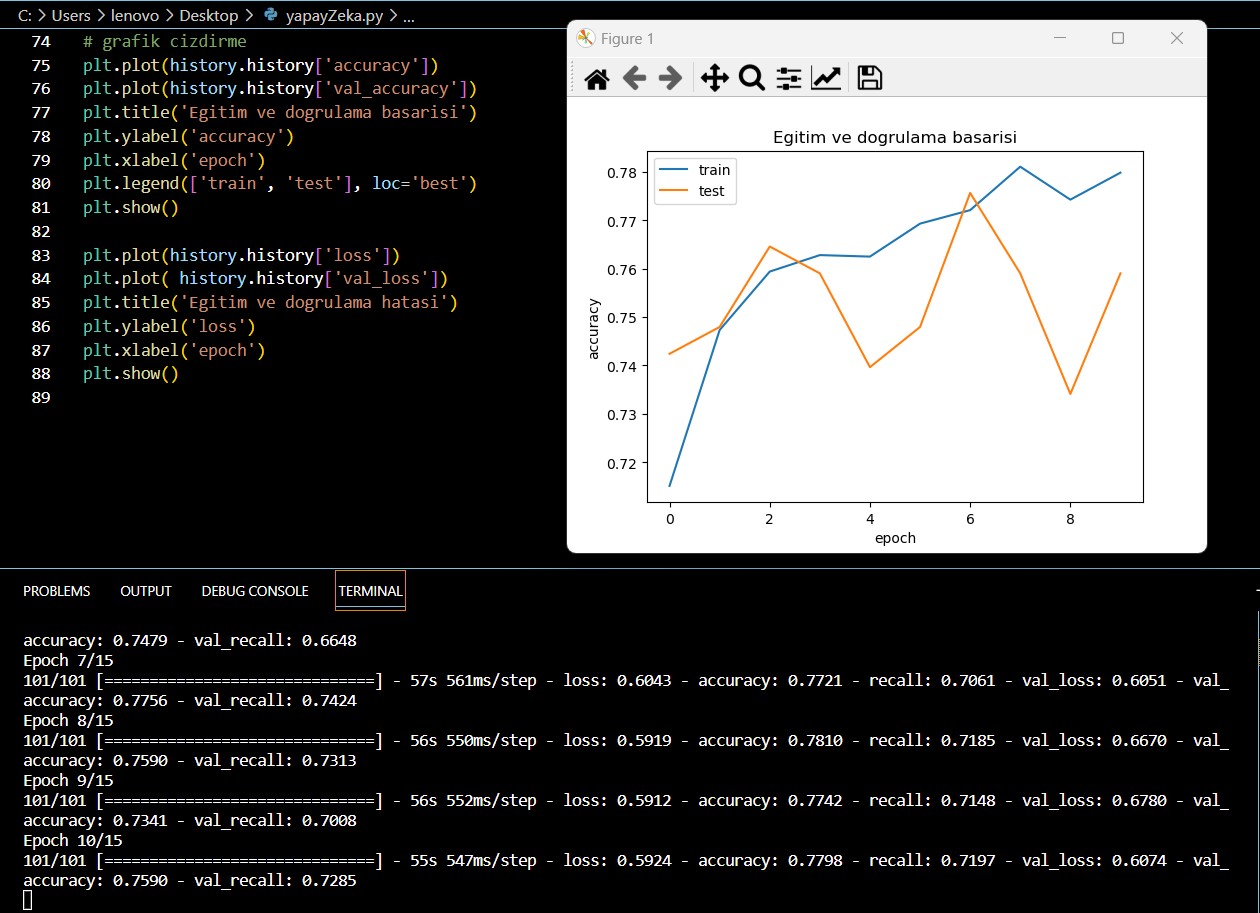 C: > Users > lenovo > Desktop > yapayZeka.py > ...
74 # grafik cizdirme
75 plt.plot(history.history['accuracy'])
76 plt.plot(history.history['val_accuracy'])
77 plt.title('Egitim ve dogrulama basarisi')
78 plt.ylabel('accuracy')
79 plt.xlabel('epoch')
80 plt.legend(['train', 'test'], loc='best')
81 plt.show()
82
83 plt.plot(history.history['loss'])
84 plt.plot( history.history['val_loss'])
85 plt.title('Egitim ve dogrulama hatasi')
86 plt.ylabel('loss')
87 plt.xlabel('epoch')
88 plt.show()
89
Figure 1
Egitim ve dogrulama basarisi
train
test
0.78
0.77
0.76
0.75
0.74
0.73
0.72
accuracy
0 2 4 6 8
epoch
PROBLEMS OUTPUT DEBUG CONSOLE TERMINAL
accuracy: 0.7479 - val_recall: 0.6648
Epoch 7/15
101/101 [==============================] - 57s 561ms/step - loss: 0.6043 - accuracy: 0.7721 - recall: 0.7061 - val_loss: 0.6051 - val_
accuracy: 0.7756 - val_recall: 0.7424
Epoch 8/15
101/101 [==============================] - 56s 550ms/step - loss: 0.5919 - accuracy: 0.7810 - recall: 0.7185 - val_loss: 0.6670 - val_
accuracy: 0.7590 - val_recall: 0.7313
Epoch 9/15
101/101 [==============================] - 56s 552ms/step - loss: 0.5912 - accuracy: 0.7742 - recall: 0.7148 - val_loss: 0.6780 - val_
accuracy: 0.7341 - val_recall: 0.7008
Epoch 10/15
101/101 [==============================] - 55s 547ms/step - loss: 0.5924 - accuracy: 0.7798 - recall: 0.7197 - val_loss: 0.6074 - val_
accuracy: 0.7590 - val_recall: 0.7285